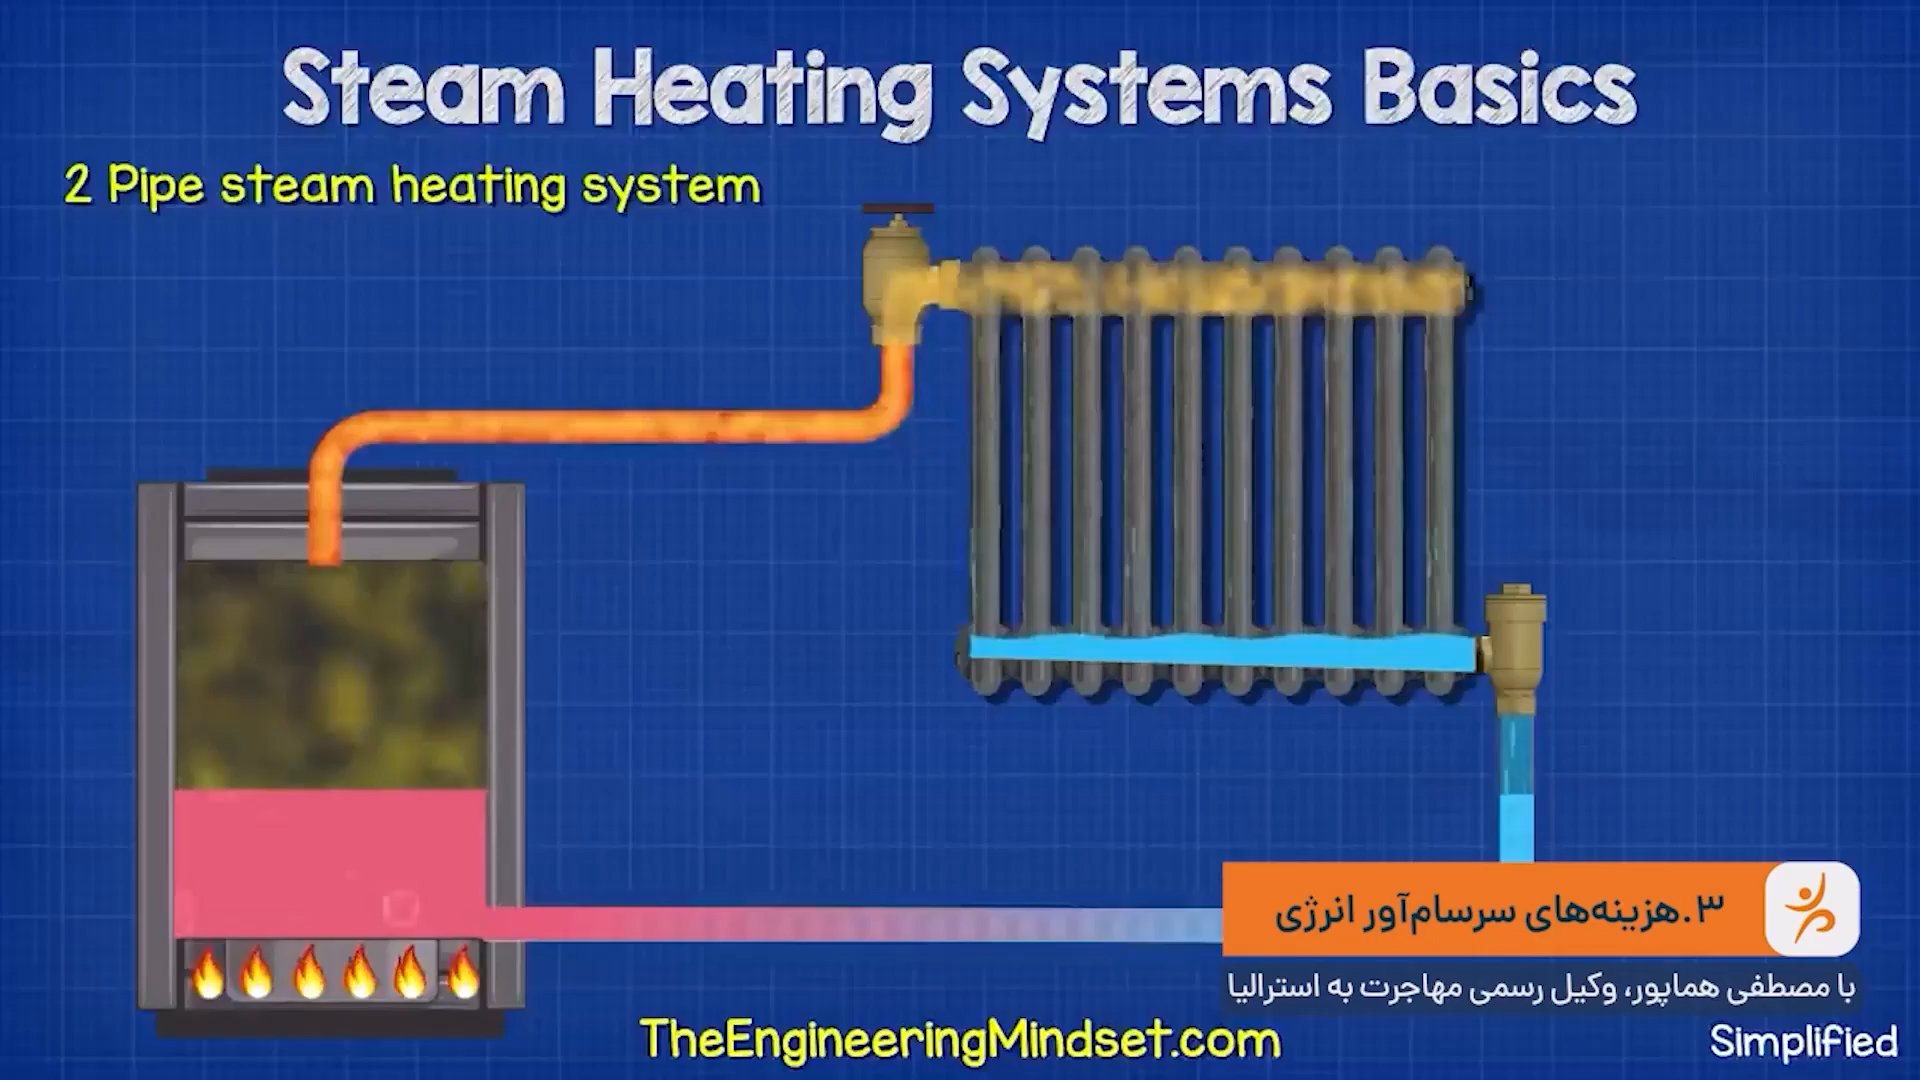 Steam Heating Systems Basics
2 Pipe steam heating system
۳.هزینه‌های سرسام‌آور انرژی
با مصطفی هماپور، وکیل رسمی مهاجرت به استرالیا
TheEngineeringMindset.com
Simplified